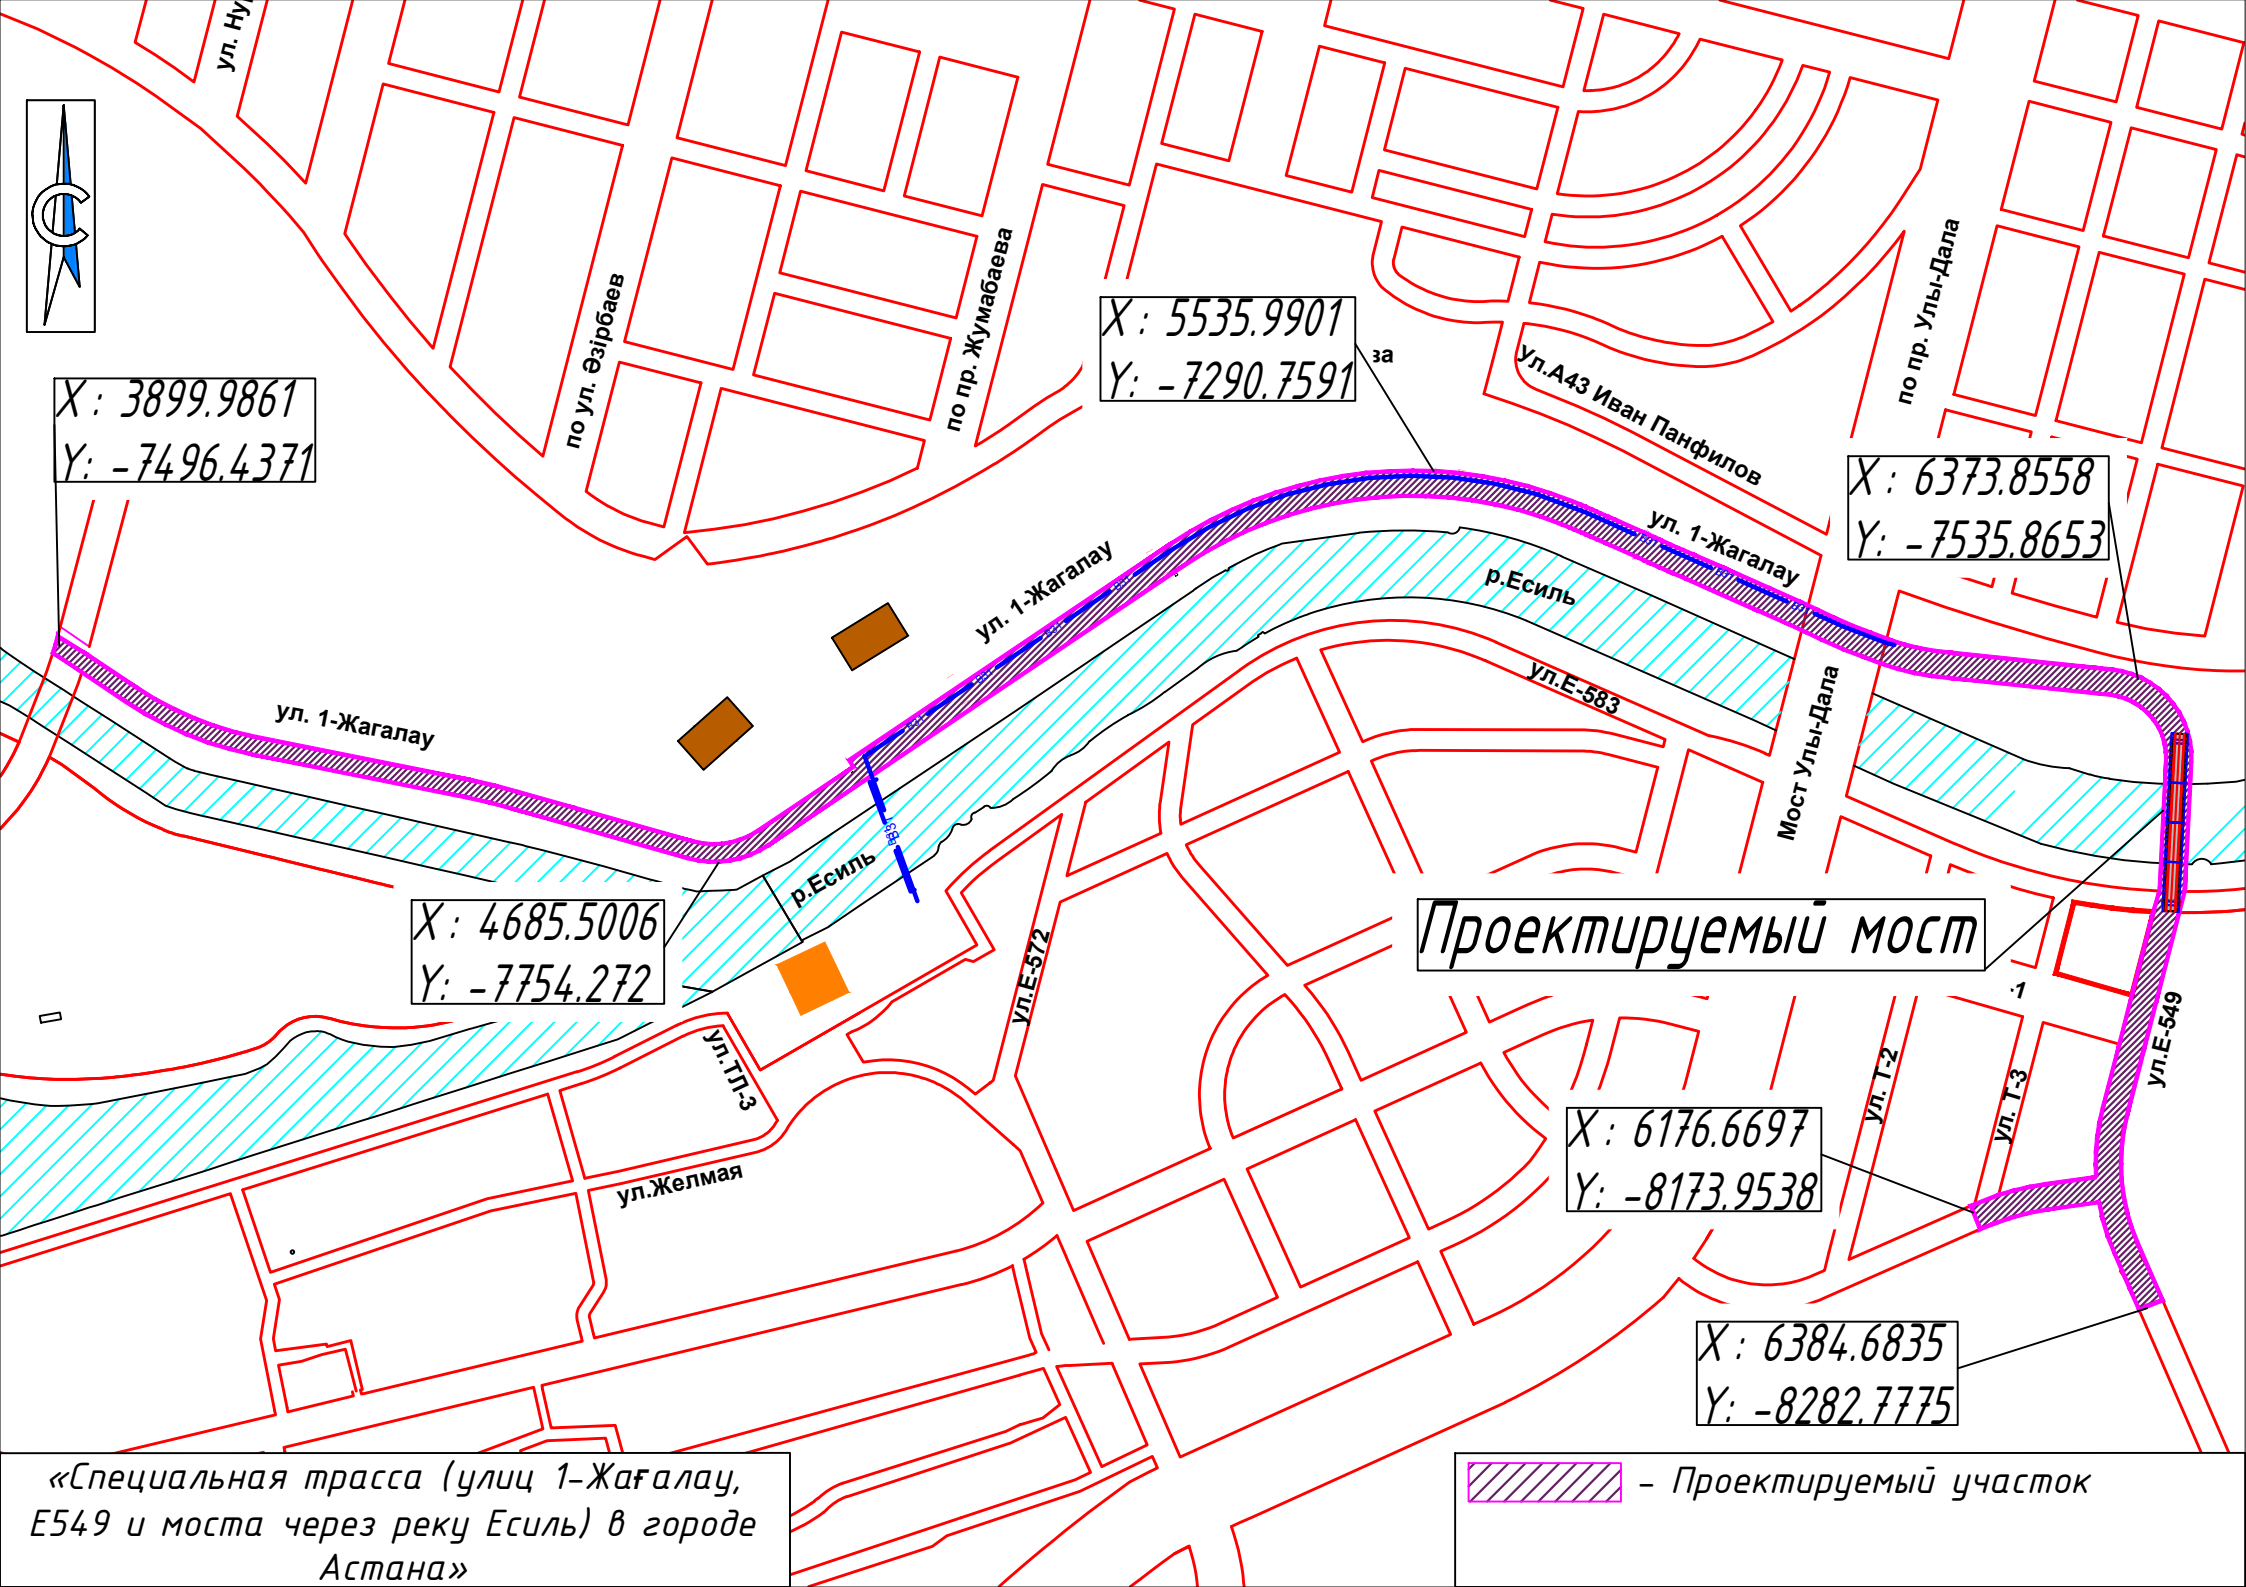 ул. Ну
С
X : 3899.9861
Y: -7496.4371
по ул. Әзірбаев
по пр. Жумабаева
X : 5535.9901
Y: -7290.7591
ва
Ул.А43 Иван Панфилов
по пр. Улы-Дала
X : 6373.8558
Y: -7535.8653
ул. 1-Жагалау
ул. 1-Жагалау
ул. 1-Жагалау
р.Есиль
ул.Е-583
Мост Улы-Дала
р.Есиль
X : 4685.5006
Y: -7754.272
Проектируемый мост
ул.Е-572
-1
ул.Е-549
ул.ТЛ-3
ул. Т-2
ул. Т-3
ул.Желмая
X : 6176.6697
Y: -8173.9538
X : 6384.6835
Y: -8282.7775
«Специальная трасса (улиц 1-Жағалау,
Е549 и моста через реку Есиль) в городе
Астана»
- Проектируемый участок